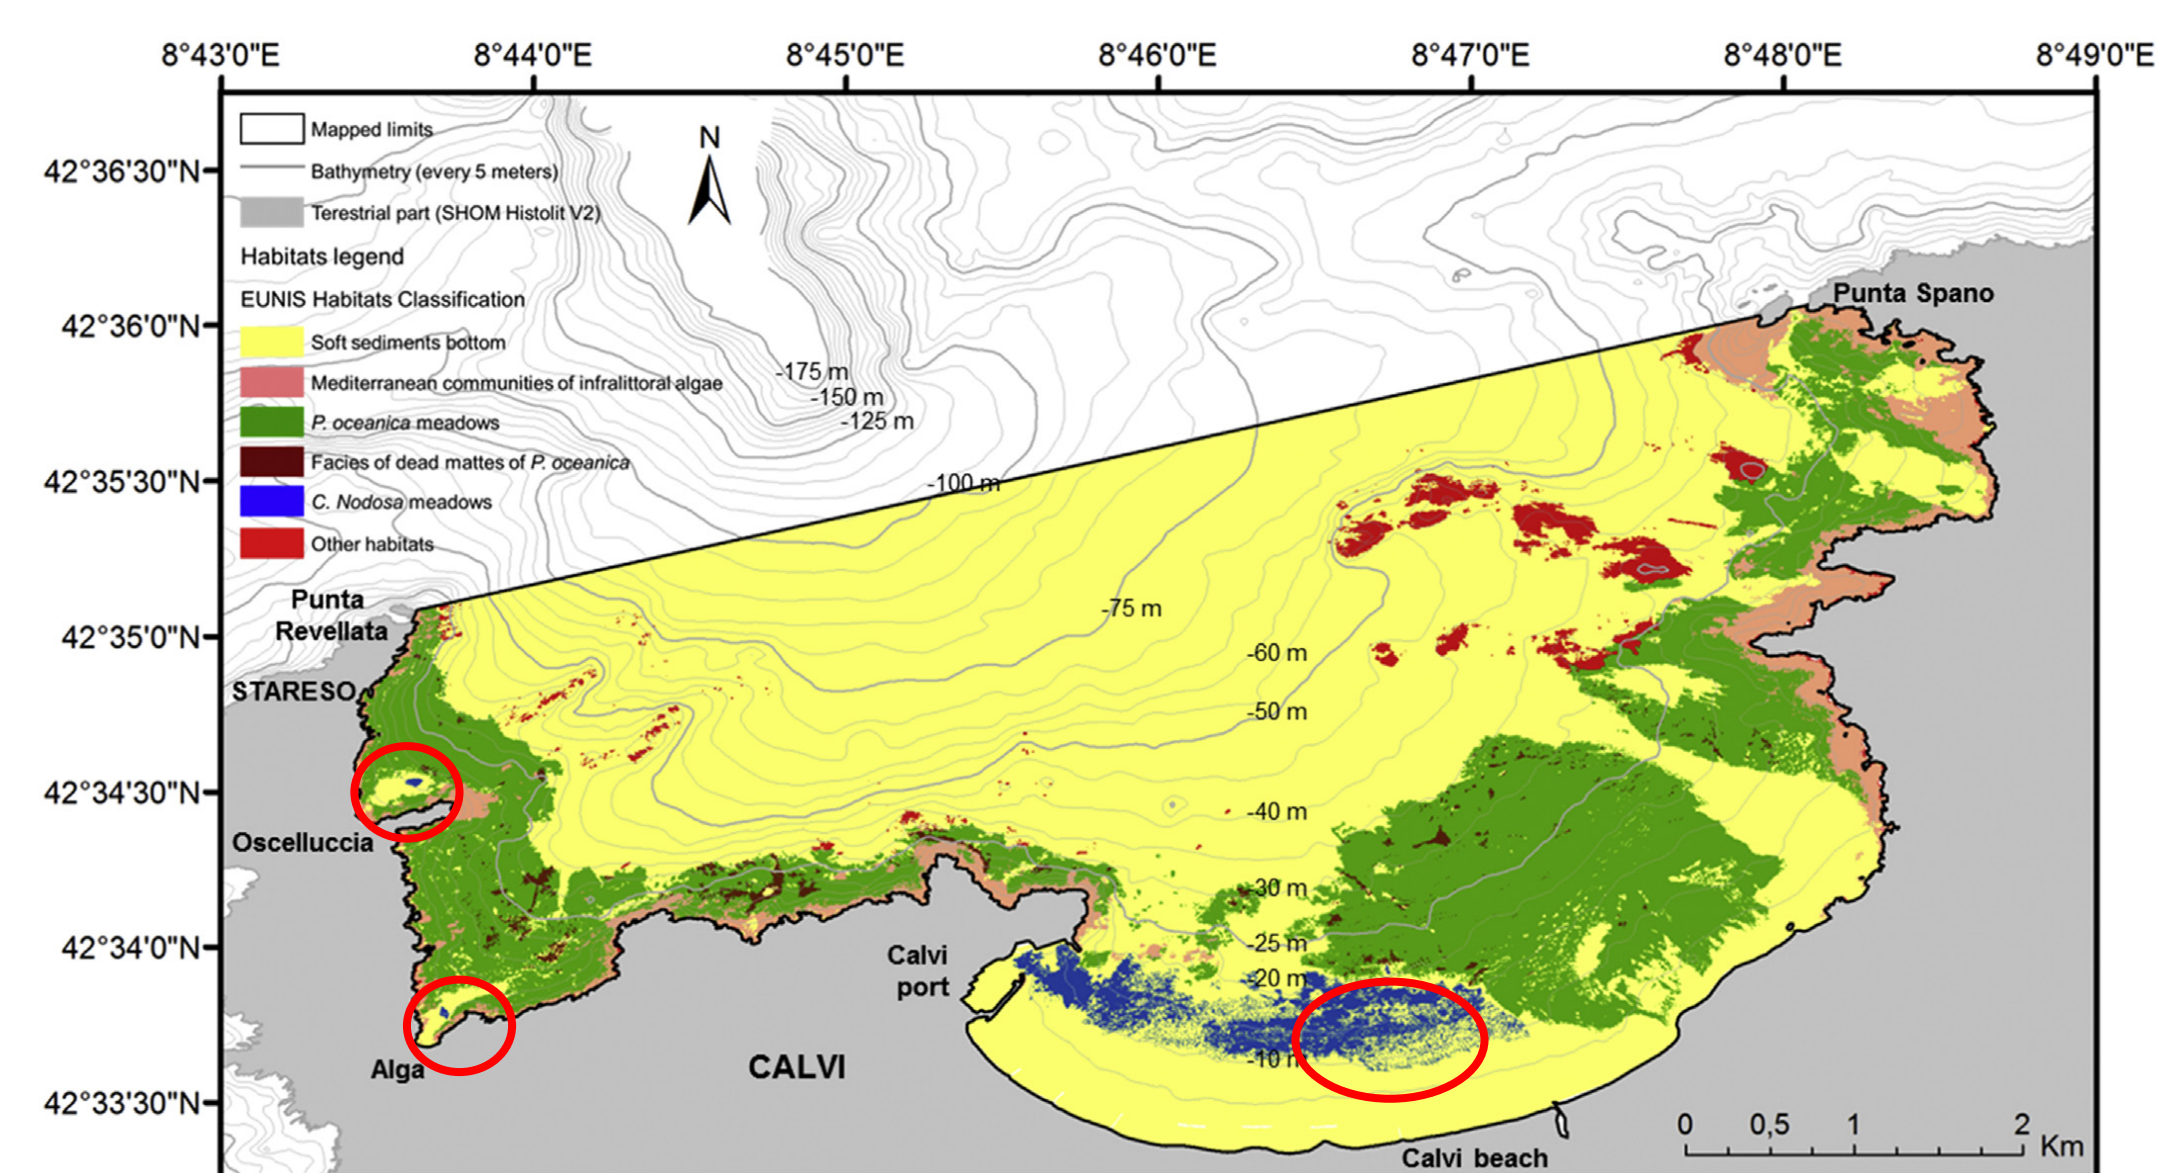 8°43'0"E 8°44'0"E 8°45'0"E 8°46'0"E 8°47'0"E 8°48'0"E 8°49'0"E
42°36'30"N
42°36'0"N
42°35'30"N
42°35'0"N
42°34'30"N
42°34'0"N
42°33'30"N
Mapped limits
Bathymetry (every 5 meters)
Terestrial part (SHOM Histolit V2)
Habitats legend
EUNIS Habitats Classification
Soft sediments bottom
Mediterranean communities of infralittoral algae
P. oceanica meadows
Facies of dead mattes of P. oceanica
C. Nodosa meadows
Other habitats
N
Punta Spano
-175 m
-150 m
-125 m
-100 m
-75 m
-60 m
-50 m
-40 m
-30 m
-25 m
-20 m
-10 m
Punta
Revellata
STARESO
Oscelluccia
Alga
Calvi
port
CALVI
Calvi beach
0 0,5 1 2 Km